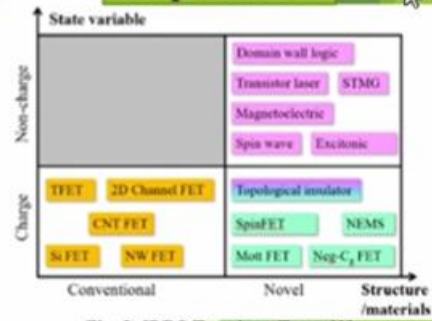 State variable
Non-charge
Domain wall logic
Transistor laser STMG
Magnetoelectric
Spin wave Excitonic
Charge
TFET 2D Channel FET
CNT FET
Si FET NW FET
Topological insulator
SpinFET NEMS
Mott FET Neg-Cg FET
Conventional Novel Structure
/materials